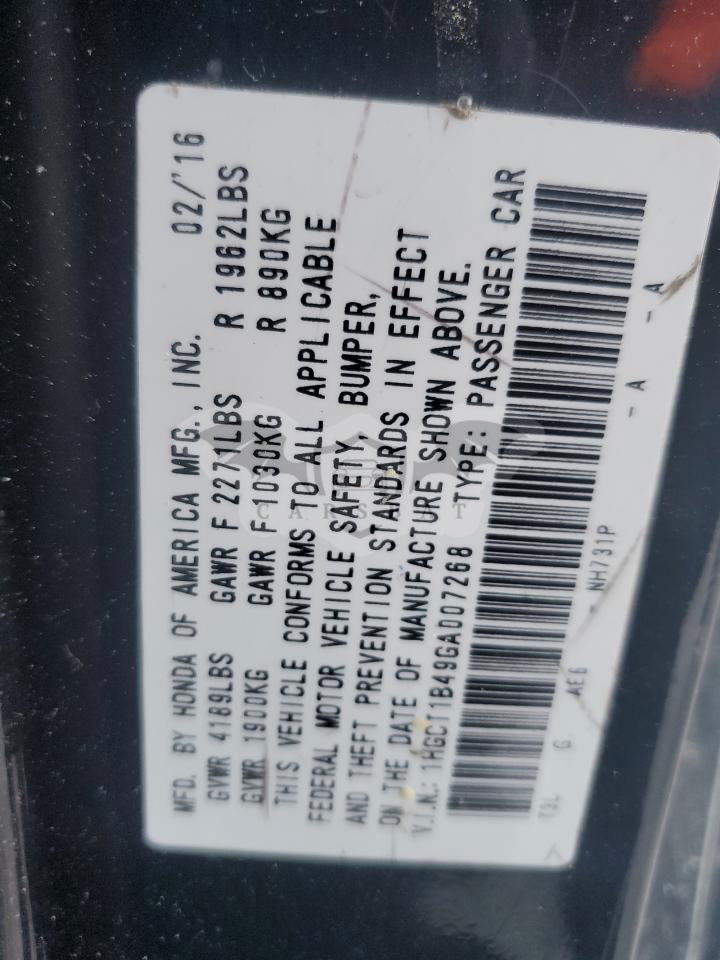 MFD. BY HONDA OF AMERICA MFG., INC. 02/'16
GVWR 4189LBS GAWR F 2271LBS R 1962LBS
GVWR 1900KG GAWR F 1030KG R 890KG
THIS VEHICLE CONFORMS TO ALL APPLICABLE
FEDERAL MOTOR VEHICLE SAFETY, BUMPER,
AND THEFT PREVENTION STANDARDS IN EFFECT
ON THE DATE OF MANUFACTURE SHOWN ABOVE.
V.I.N.: 1HGCT1B49GA007268 TYPE: PASSENGER CAR
T3L G AE6 NH731P - A - A